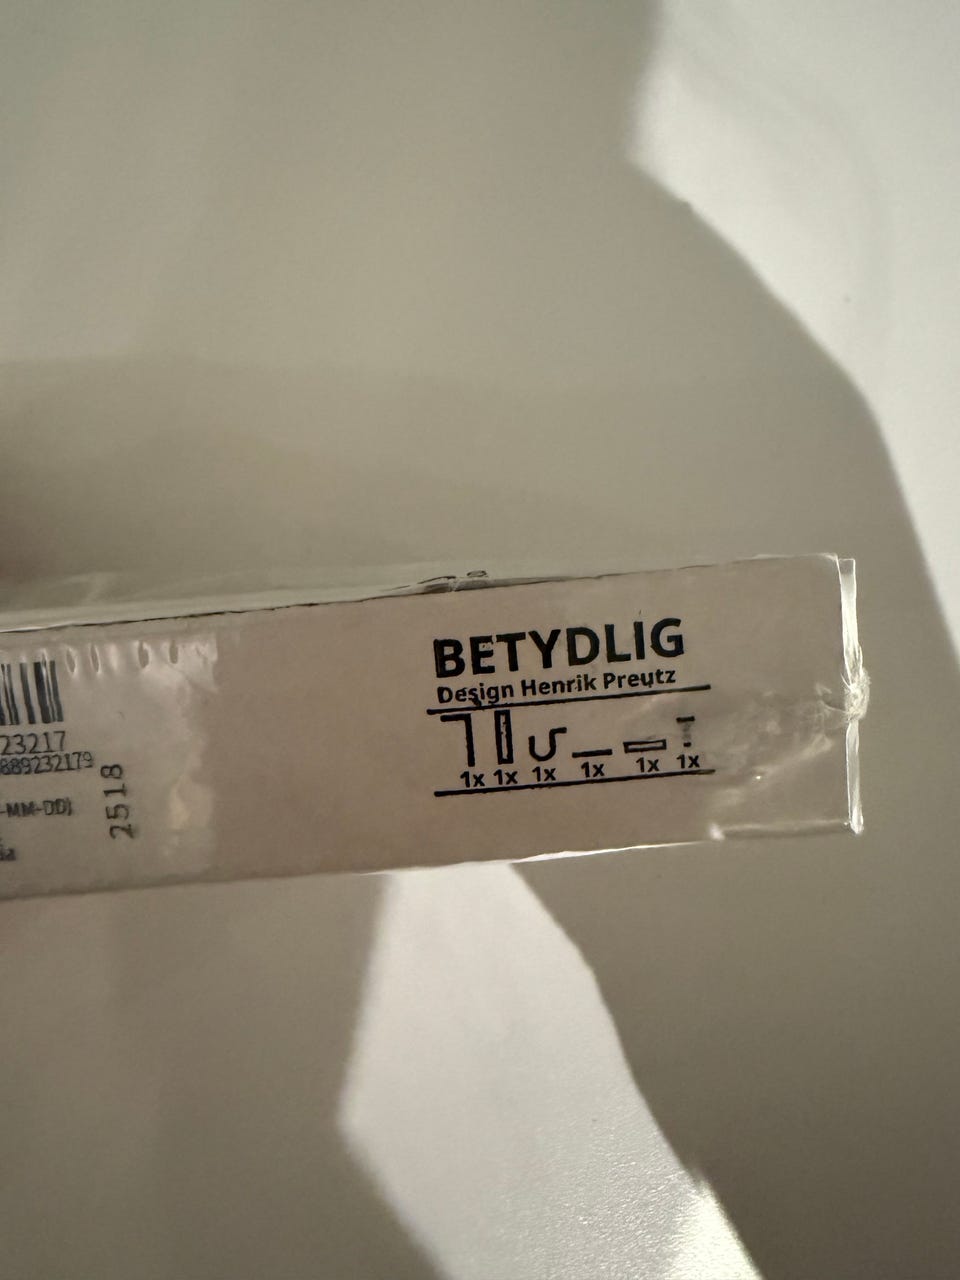 BETYDLIG
Design Henrik Preutz
1x 1x 1x 1x 1x 1x
23217
889232179
-MM-DD)
2518